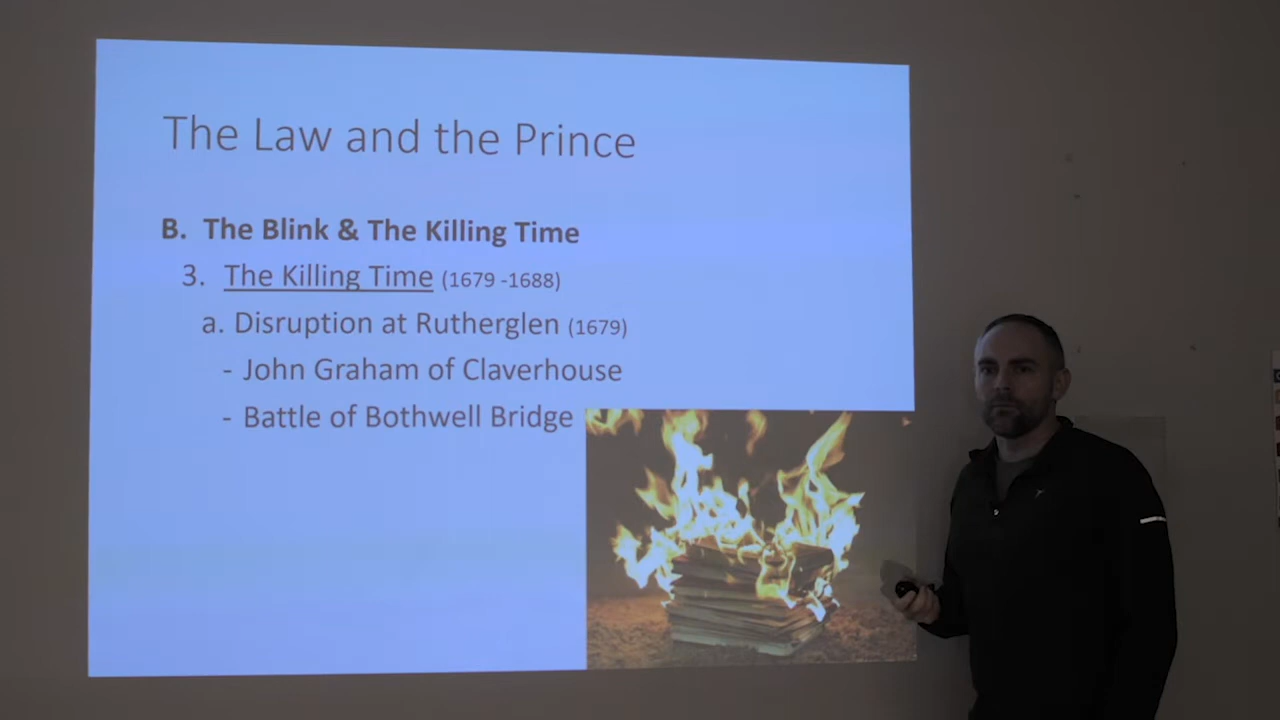 The Law and the Prince
B. The Blink & The Killing Time
3. The Killing Time (1679 -1688)
a. Disruption at Rutherglen (1679)
- John Graham of Claverhouse
- Battle of Bothwell Bridge